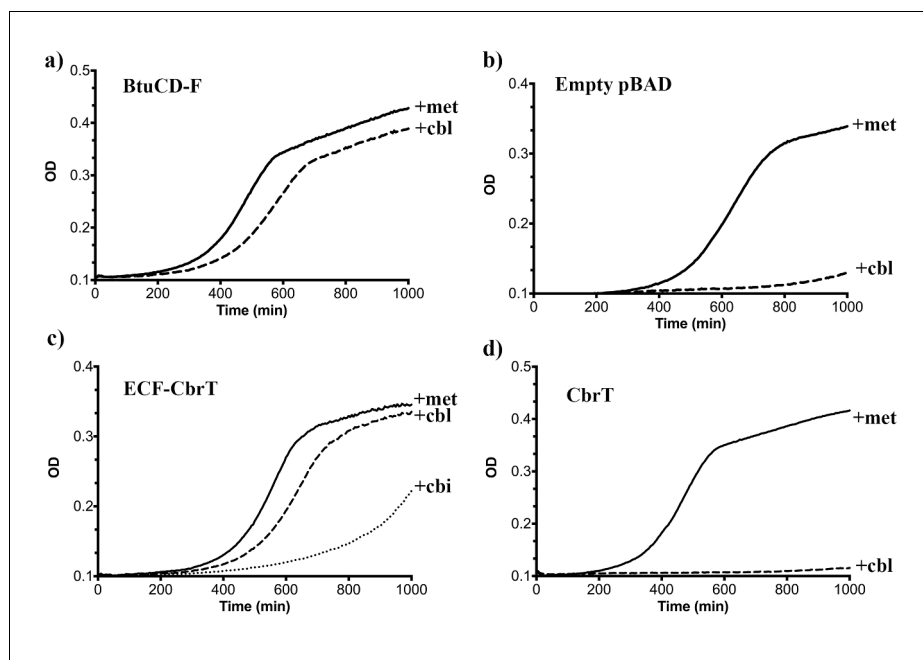 a)
BtuCD-F
0.5
0.4
0.3
0.2
0.1
OD
+met
+cbl
0 200 400 600 800 1000
Time (min)
b)
Empty pBAD
0.4
0.3
0.2
0.1
OD
+met
+cbl
0 200 400 600 800 1000
Time (min)
c)
ECF-CbrT
0.4
0.3
0.2
0.1
OD
+met
+cbl
+cbi
0 200 400 600 800 1000
Time (min)
d)
CbrT
0.5
0.4
0.3
0.2
0.1
OD
+met
+cbl
0 200 400 600 800 1000
Time (min)